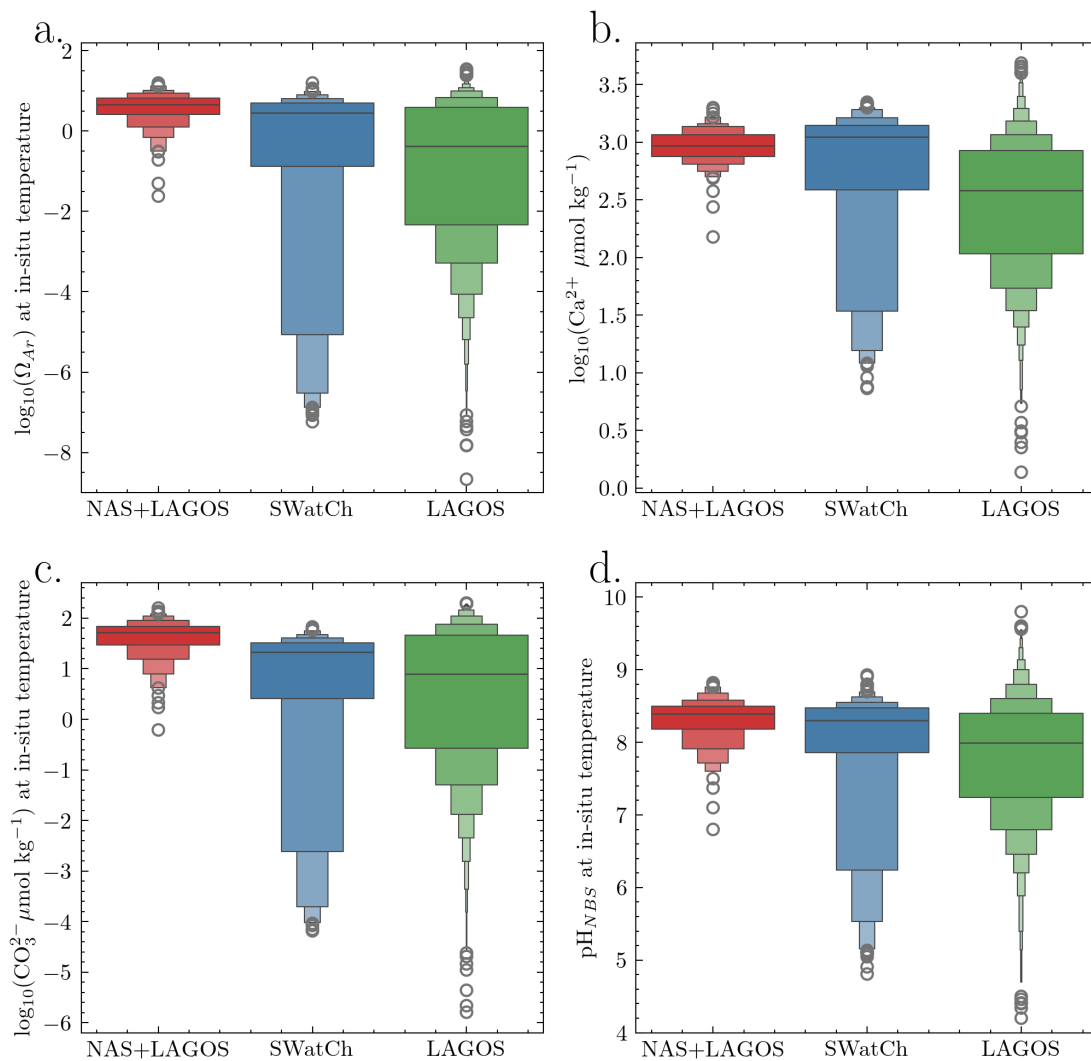 a.
log₁₀(Ω_Ar) at in-situ temperature
2
0
−2
−4
−6
−8
NAS+LAGOS SWatCh LAGOS
b.
log₁₀(Ca²⁺ μmol kg⁻¹)
3.5
3.0
2.5
2.0
1.5
1.0
0.5
0.0
NAS+LAGOS SWatCh LAGOS
c.
log₁₀(CO₃²⁻ μmol kg⁻¹) at in-situ temperature
2
1
0
−1
−2
−3
−4
−5
−6
NAS+LAGOS SWatCh LAGOS
d.
pH_NBS at in-situ temperature
10
9
8
7
6
5
4
NAS+LAGOS SWatCh LAGOS